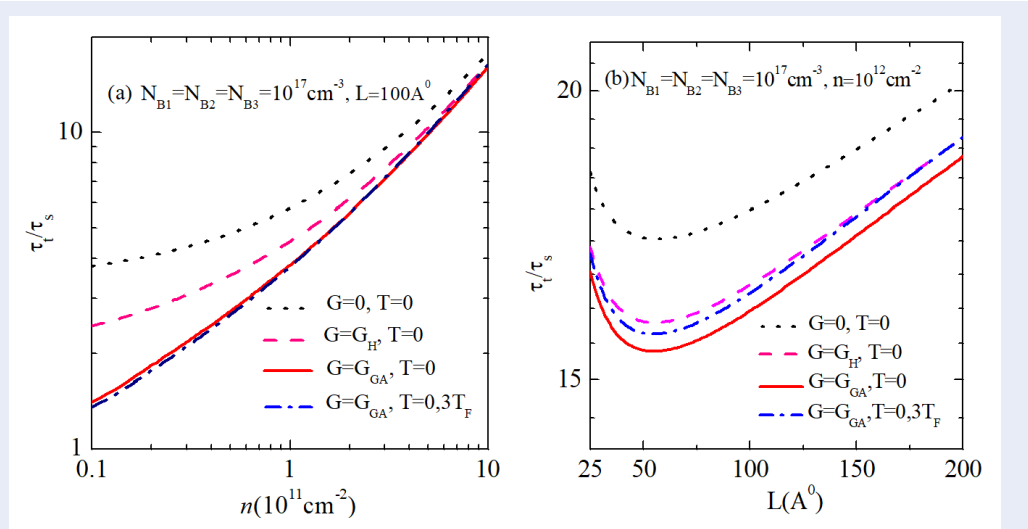 (a) N_B1=N_B2=N_B3=10^17cm^-3, L=100A^0
10
τ_t/τ_s
G=0, T=0
G=G_H, T=0
G=G_GA, T=0
G=G_GA, T=0,3T_F
1
0.1 1 10
n(10^11cm^-2)
(b)N_B1=N_B2=N_B3=10^17cm^-3, n=10^12cm^-2
20
τ_t/τ_s
G=0, T=0
G=G_H, T=0
G=G_GA,T=0
G=G_GA,T=0,3T_F
15
25 50 100 150 200
L(A^0)